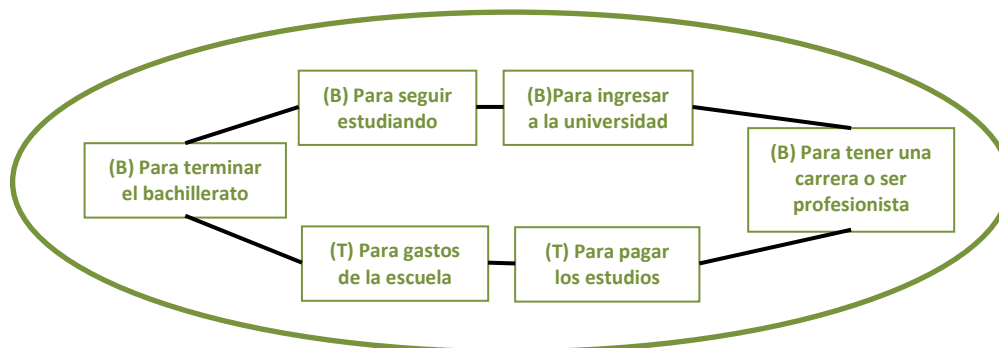 (B) Para seguir
estudiando
(B)Para ingresar
a la universidad
(B) Para terminar
el bachillerato
(B) Para tener una
carrera o ser
profesionista
(T) Para gastos
de la escuela
(T) Para pagar
los estudios